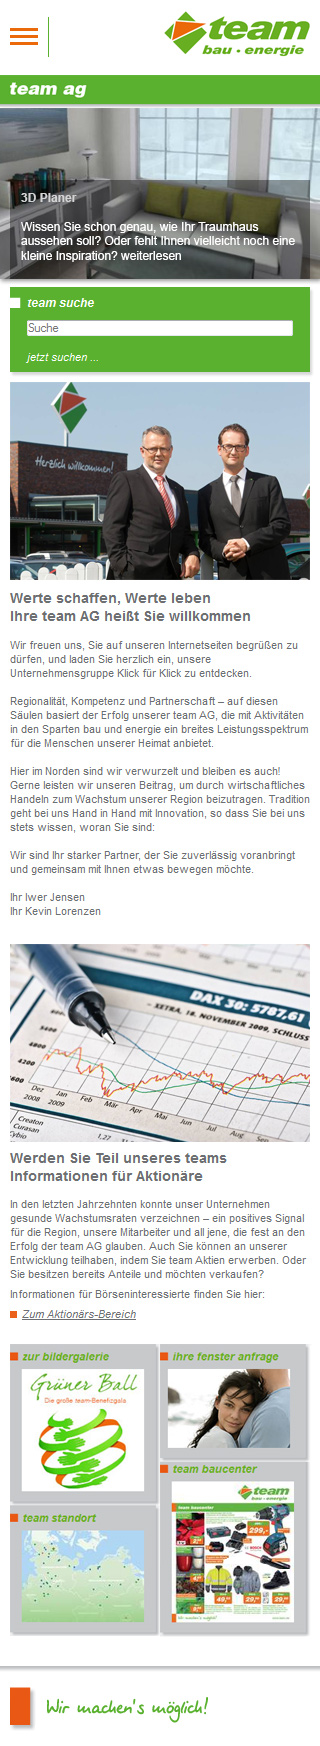 team
bau · energie
team ag
3D Planer
Wissen Sie schon genau, wie Ihr Traumhaus
aussehen soll? Oder fehlt Ihnen vielleicht noch eine
kleine Inspiration? weiterlesen
team suche
Suche
jetzt suchen ...
Herzlich willkommen!
Werte schaffen, Werte leben
Ihre team AG heißt Sie willkommen
Wir freuen uns, Sie auf unseren Internetseiten begrüßen zu
dürfen, und laden Sie herzlich ein, unsere
Unternehmensgruppe Klick für Klick zu entdecken.
Regionalität, Kompetenz und Partnerschaft – auf diesen
Säulen basiert der Erfolg unserer team AG, die mit Aktivitäten
in den Sparten bau und energie ein breites Leistungsspektrum
für die Menschen unserer Heimat anbietet.
Hier im Norden sind wir verwurzelt und bleiben es auch!
Gerne leisten wir unseren Beitrag, um durch wirtschaftliches
Handeln zum Wachstum unserer Region beizutragen. Tradition
geht bei uns Hand in Hand mit Innovation, so dass Sie bei uns
stets wissen, woran Sie sind:
Wir sind Ihr starker Partner, der Sie zuverlässig voranbringt
und gemeinsam mit Ihnen etwas bewegen möchte.
Ihr Iwer Jensen
Ihr Kevin Lorenzen
DAX 30: 5787,61
XETRA, 18. NOVEMBER 2009, SCHLUSS
4800
4200
3600
Dez
2008
Jan
2009
Feb
Mär
Apr
Mai
Jun
Jul
Aug
Sep
Creaton
Curasan
Cybio
1,27
Werden Sie Teil unseres teams
Informationen für Aktionäre
In den letzten Jahrzehnten konnte unser Unternehmen
gesunde Wachstumsraten verzeichnen – ein positives Signal
für die Region, unsere Mitarbeiter und all jene, die fest an den
Erfolg der team AG glauben. Auch Sie können an unserer
Entwicklung teilhaben, indem Sie team Aktien erwerben. Oder
Sie besitzen bereits Anteile und möchten verkaufen?
Informationen für Börseninteressierte finden Sie hier:
Zum Aktionärs-Bereich
zur bildergalerie
Grüner Ball
Die große team-Benefizgala
ihre fenster anfrage
team baucenter
team
bau · energie
team baucenter
299,-
49,-
29,-
29,-
team standort
Wir machen's möglich!